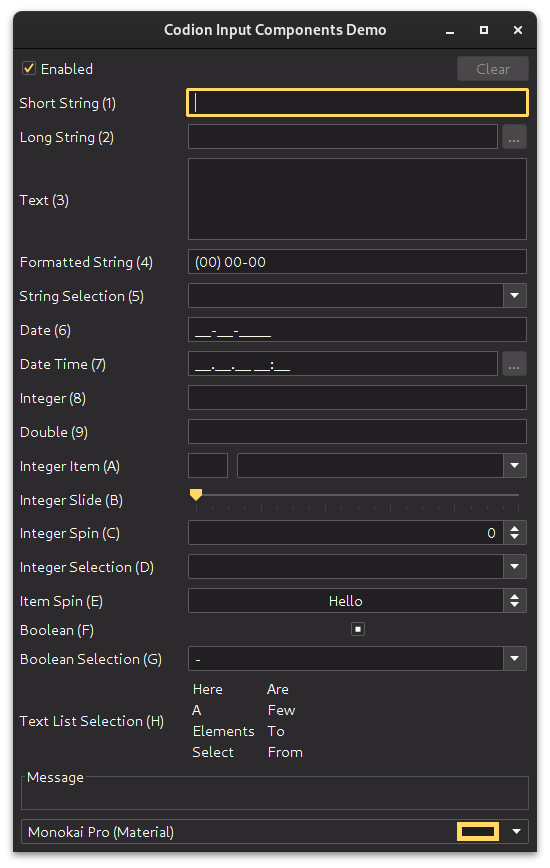 Codion Input Components Demo
Enabled Clear
Short String (1)
Long String (2) ...
Text (3)
Formatted String (4) (00) 00-00
String Selection (5)
Date (6) __-__-____
Date Time (7) __.__.__ __:__ ...
Integer (8)
Double (9)
Integer Item (A)
Integer Slide (B)
Integer Spin (C) 0
Integer Selection (D)
Item Spin (E) Hello
Boolean (F)
Boolean Selection (G) -
Text List Selection (H)
Here Are
A Few
Elements To
Select From
Message
Monokai Pro (Material)